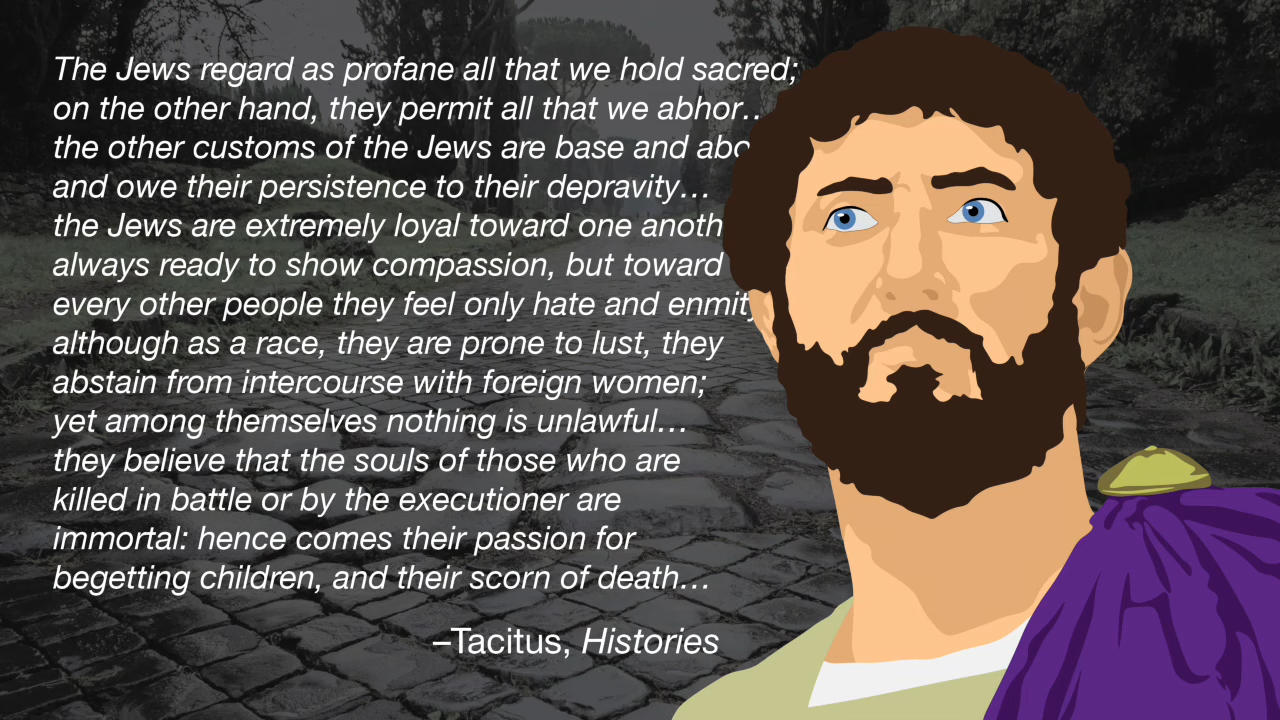 The Jews regard as profane all that we hold sacred;
on the other hand, they permit all that we abhor..
the other customs of the Jews are base and
and owe their persistence to their depravity…
the Jews are extremely loyal toward one
always ready to show compassion, but toward
every other people they feel only hate and enmity
although as a race, they are prone to lust, they
abstain from intercourse with foreign women;
yet among themselves nothing is unlawful…
they believe that the souls of those who are
killed in battle or by the executioner are
immortal: hence comes their passion for
begetting children, and their scorn of death…
–Tacitus, Histories